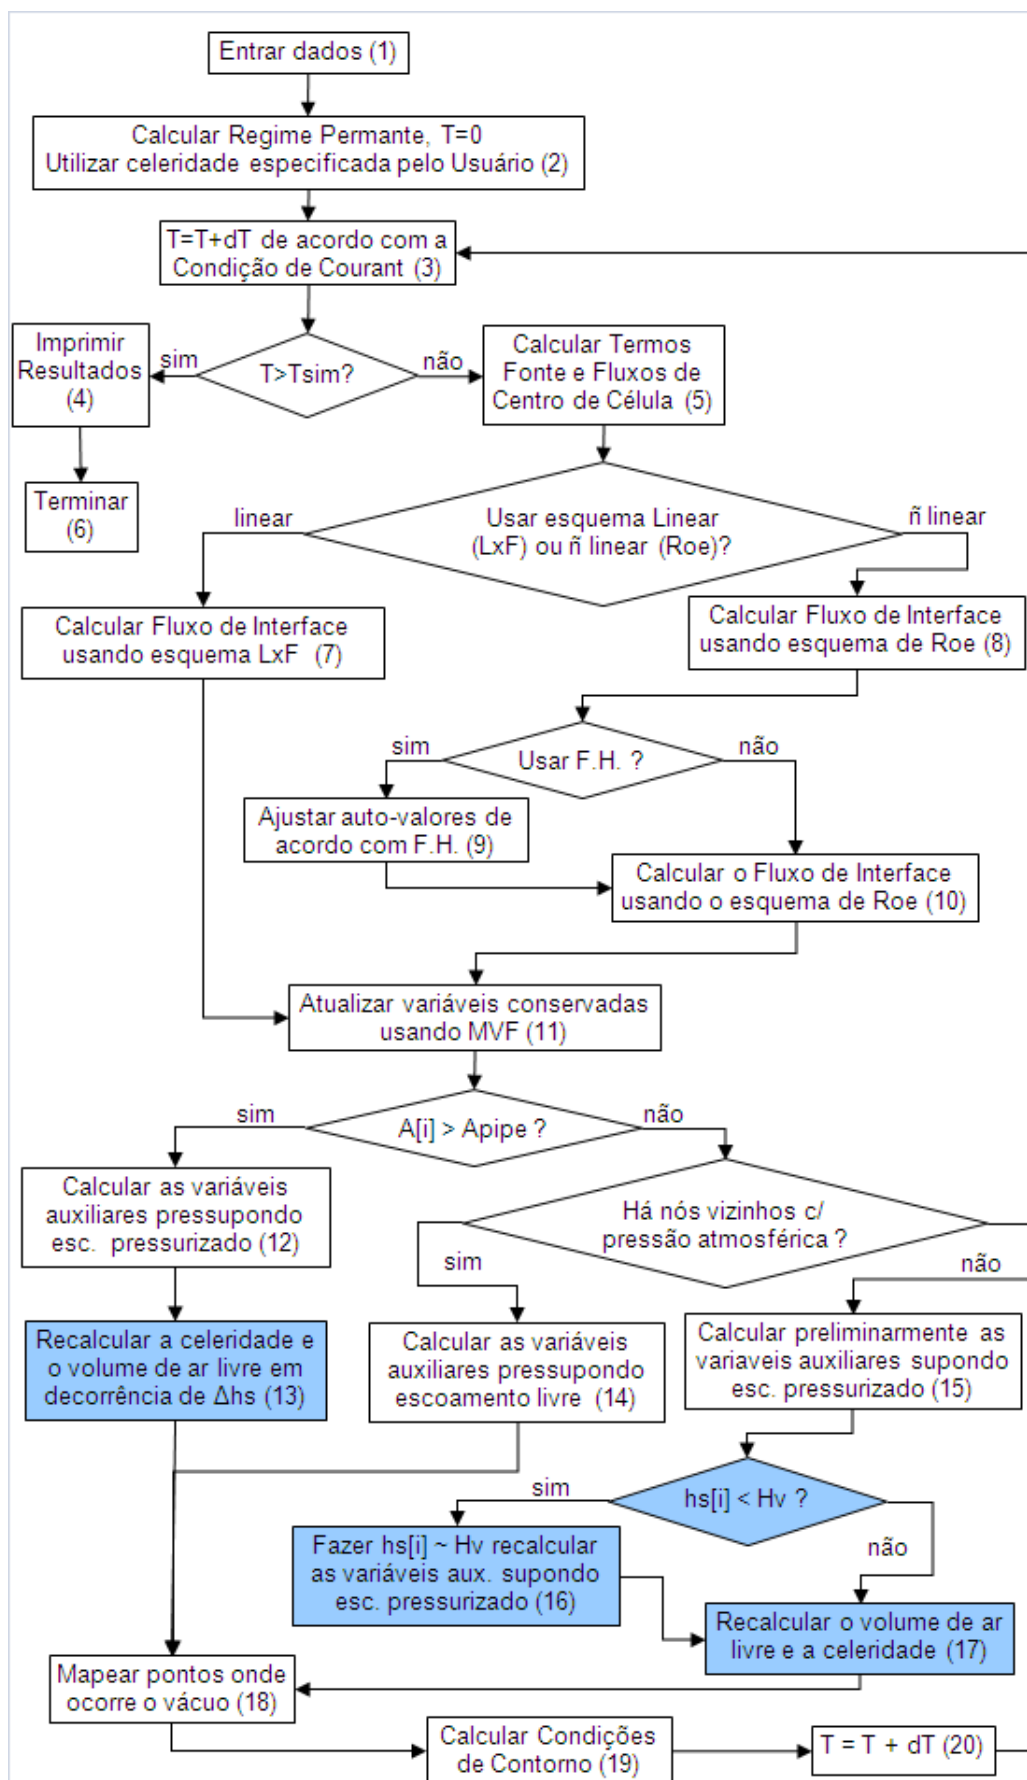 Entrar dados (1)
Calcular Regime Permante, T=0
Utilizar celeridade especificada pelo Usuário (2)
T=T+dT de acordo com a
Condição de Courant (3)
Imprimir
Resultados
(4)
sim
T>Tsim?
não
Calcular Termos
Fonte e Fluxos de
Centro de Célula (5)
Terminar
(6)
linear
Usar esquema Linear
(LxF) ou ñ linear (Roe)?
ñ linear
Calcular Fluxo de Interface
usando esquema LxF (7)
Calcular Fluxo de Interface
usando esquema de Roe (8)
sim
Usar F.H. ?
não
Ajustar auto-valores de
acordo com F.H. (9)
Calcular o Fluxo de Interface
usando o esquema de Roe (10)
Atualizar variáveis conservadas
usando MVF (11)
sim
A[i] > Apipe ?
não
Calcular as variáveis
auxiliares pressupondo
esc. pressurizado (12)
Há nós vizinhos c/
pressão atmosférica ?
sim
não
Recalcular a celeridade e
o volume de ar livre em
decorrência de Δhs (13)
Calcular as variáveis
auxiliares pressupondo
escoamento livre (14)
Calcular preliminarmente as
variaveis auxiliares supondo
esc. pressurizado (15)
sim
hs[i] < Hv ?
não
Fazer hs[i] ~ Hv recalcular
as variáveis aux. supondo
esc. pressurizado (16)
Recalcular o volume de ar
livre e a celeridade (17)
Mapear pontos onde
ocorre o vácuo (18)
Calcular Condições
de Contorno (19)
T = T + dT (20)